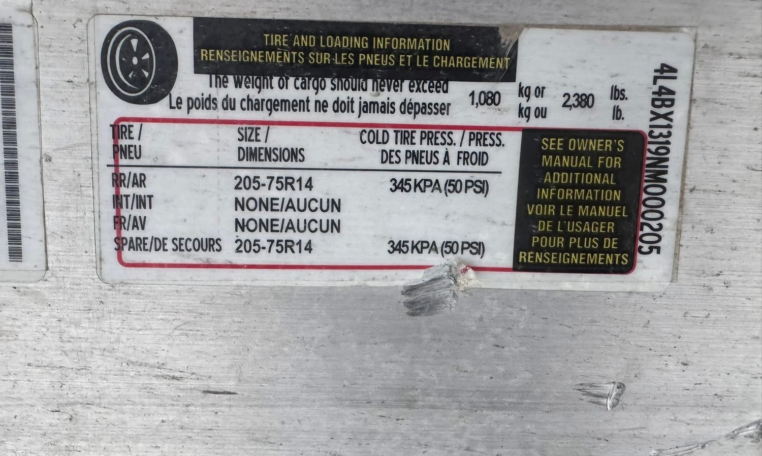 TIRE AND LOADING INFORMATION
RENSEIGNEMENTS SUR LES PNEUS ET LE CHARGEMENT
The weight of cargo should never exceed 1,080 kg or 2,380 lbs.
Le poids du chargement ne doit jamais dépasser kg ou lb.
TIRE / SIZE / COLD TIRE PRESS. / PRESS.
PNEU DIMENSIONS DES PNEUS À FROID
RR/AR 205-75R14 345 KPA (50 PSI)
INT/INT NONE/AUCUN
FR/AV NONE/AUCUN
SPARE/DE SECOURS 205-75R14 345 KPA (50 PSI)
SEE OWNER'S
MANUAL FOR
ADDITIONAL
INFORMATION
VOIR LE MANUEL
DE L'USAGER
POUR PLUS DE
RENSEIGNEMENTS
4L4BX1319NM000205